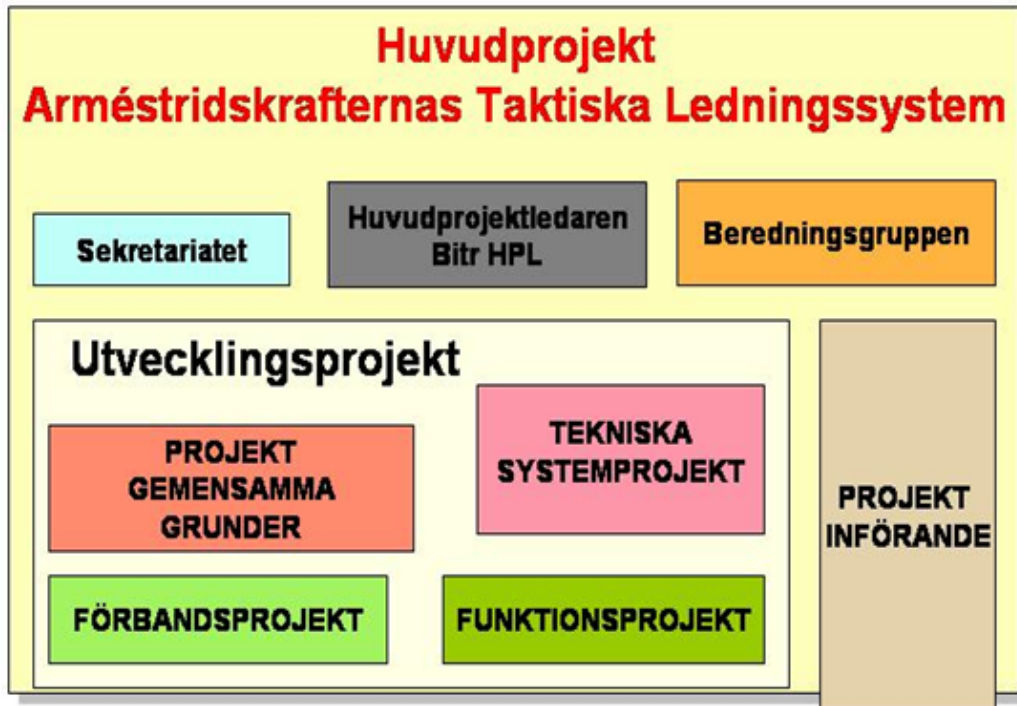 Huvudprojekt
Arméstridskrafternas Taktiska Ledningssystem
Sekretariatet
Huvudprojektledaren
Bitr HPL
Beredningsgruppen
Utvecklingsprojekt
PROJEKT
GEMENSAMMA
GRUNDER
TEKNISKA
SYSTEMPROJEKT
FÖRBANDSPROJEKT
FUNKTIONSPROJEKT
PROJEKT
INFÖRANDE